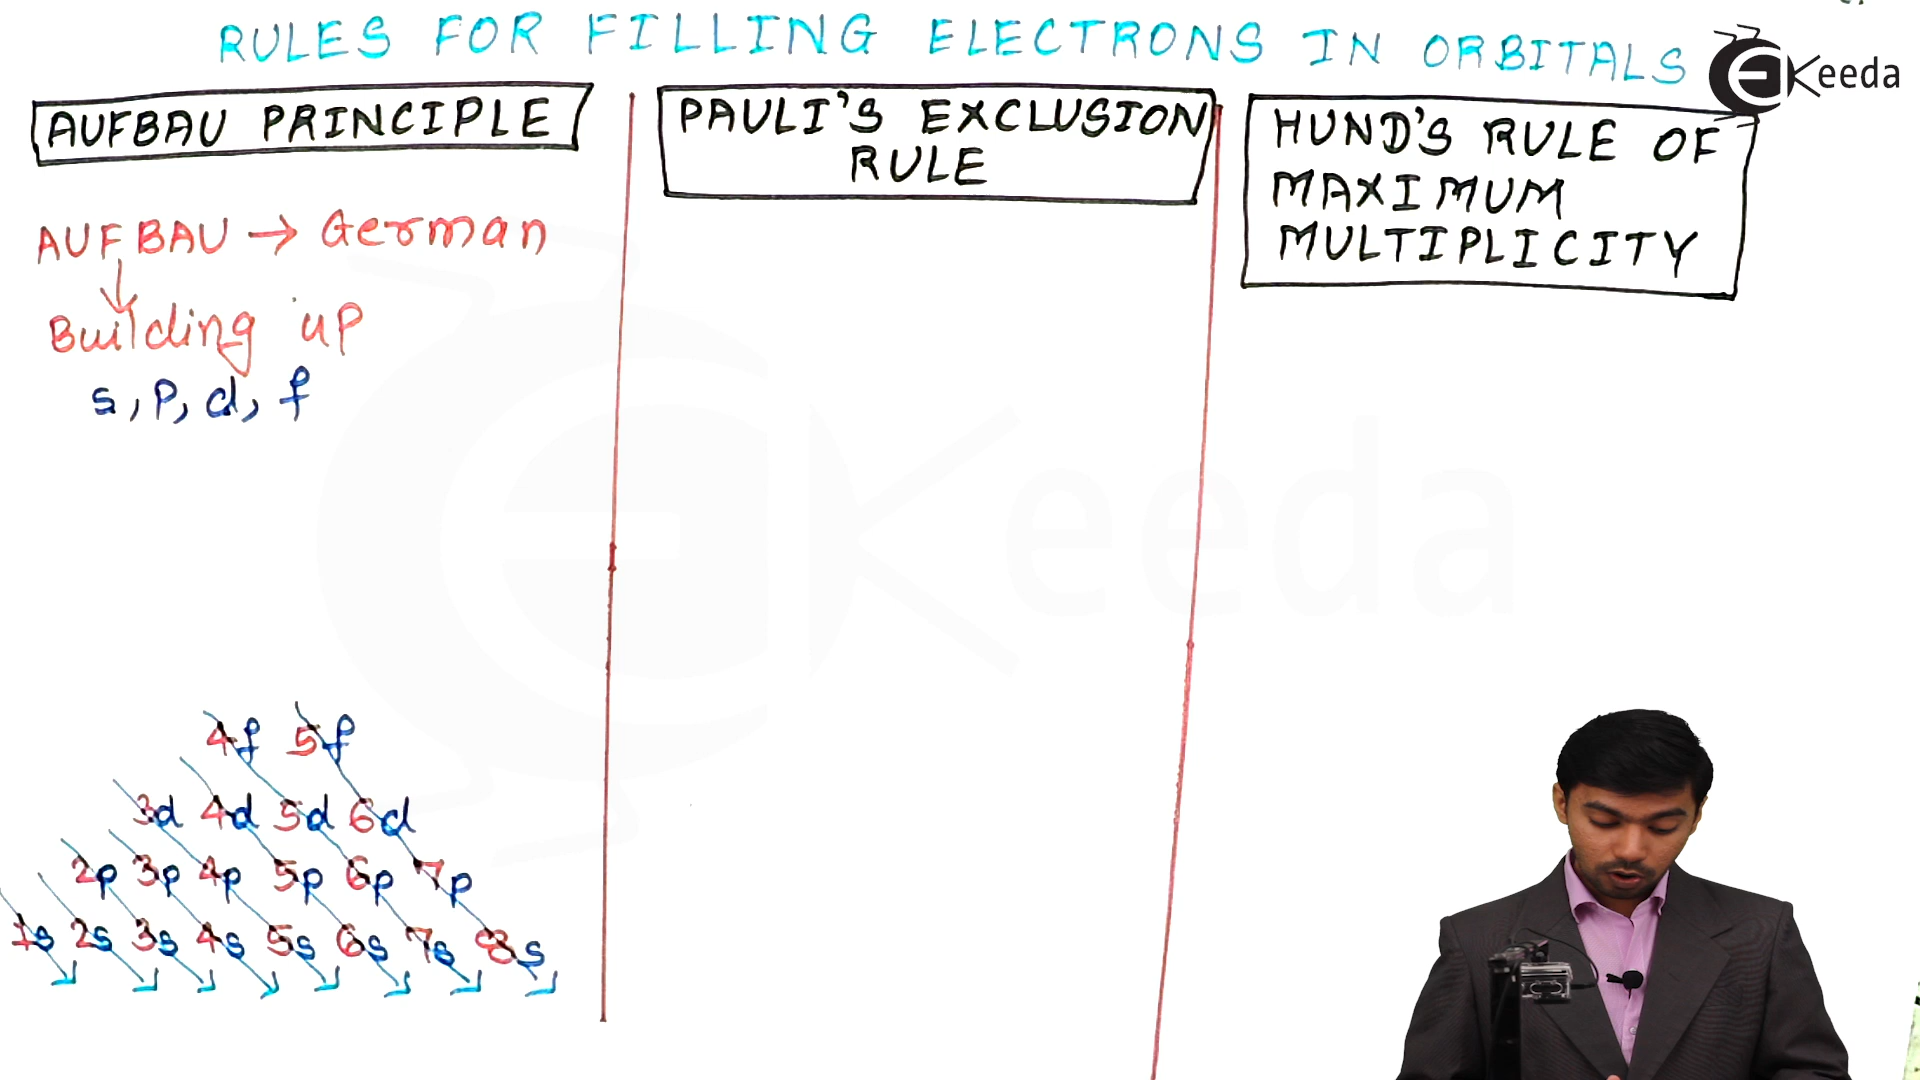 RULES FOR FILLING ELECTRONS IN ORBITALS
EKeeda
AUFBAU PRINCIPLE
AUFBAU → German
Building up
s, p, d, f
4f 5f
3d 4d 5d 6d
2p 3p 4p 5p 6p 7p
1s 2s 3s 4s 5s 6s 7s 8s
PAULI'S EXCLUSION
RULE
HUND'S RULE OF
MAXIMUM
MULTIPLICITY
EKeeda